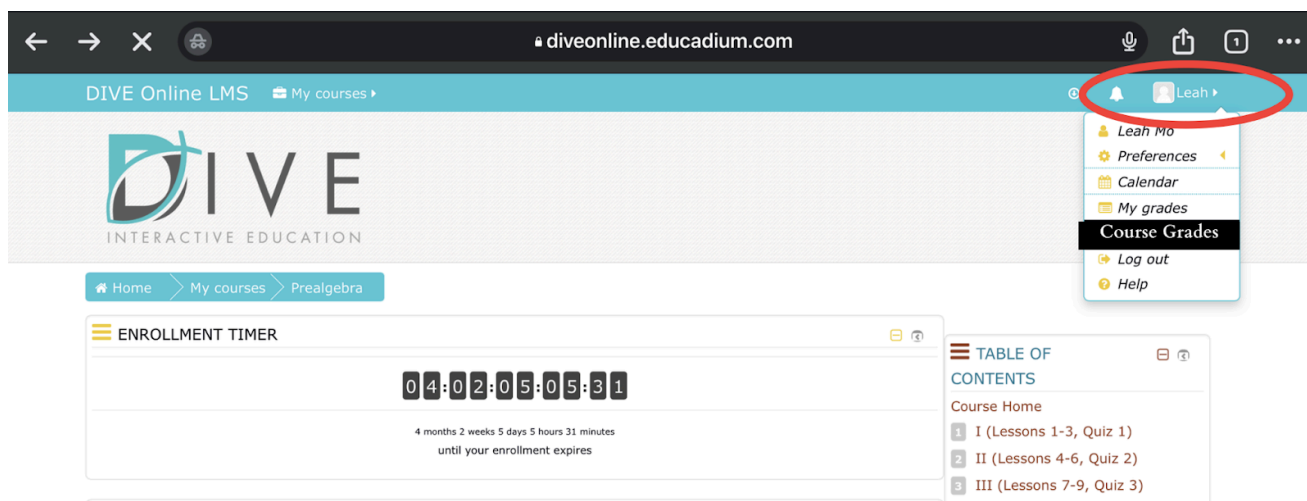 diveonline.educadium.com
1
DIVE Online LMS My courses
Leah
Leah Mo
Preferences
Calendar
My grades
Course Grades
Log out
Help
DIVE
INTERACTIVE EDUCATION
Home My courses Prealgebra
ENROLLMENT TIMER
04:02:05:05:31
4 months 2 weeks 5 days 5 hours 31 minutes
until your enrollment expires
TABLE OF
CONTENTS
Course Home
1 I (Lessons 1-3, Quiz 1)
2 II (Lessons 4-6, Quiz 2)
3 III (Lessons 7-9, Quiz 3)